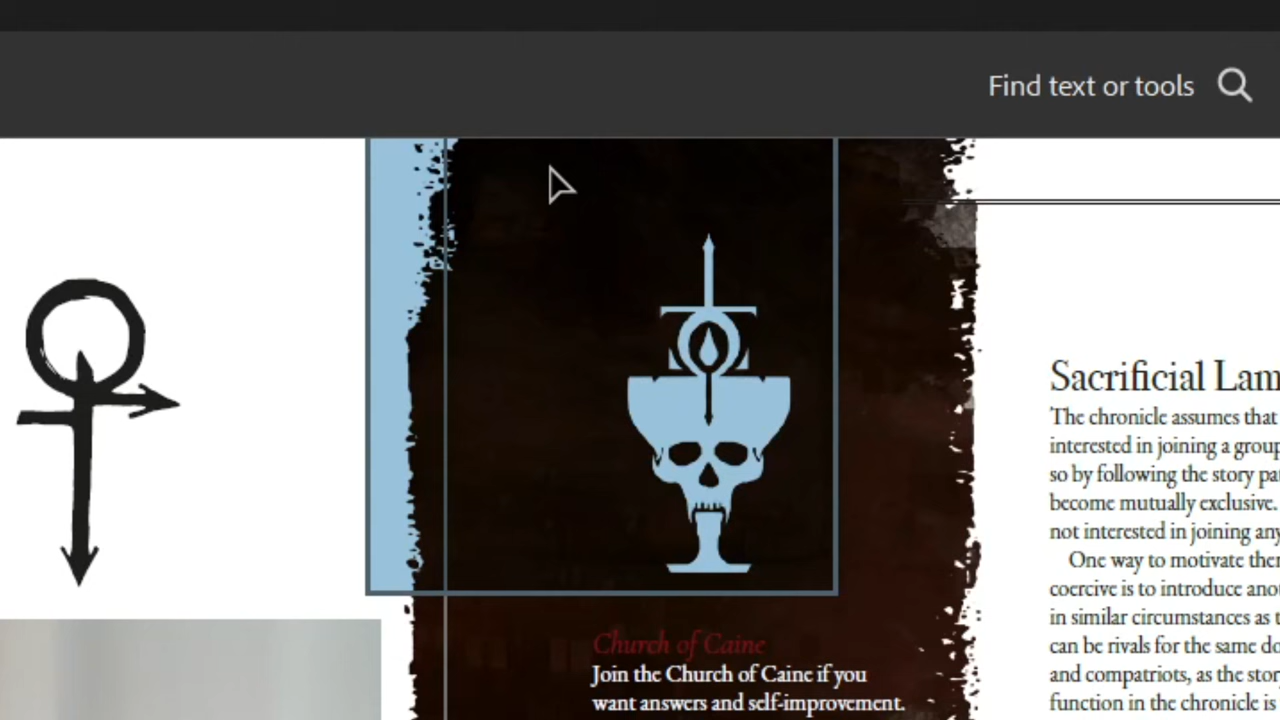 Find text or tools
Church of Caine
Join the Church of Caine if you
want answers and self-improvement.
Sacrificial Lam
The chronicle assumes that
interested in joining a group
so by following the story pa
become mutually exclusive.
not interested in joining any
One way to motivate them
coercive is to introduce ano
in similar circumstances as t
can be rivals for the same do
and compatriots, as the stor
function in the chronicle is